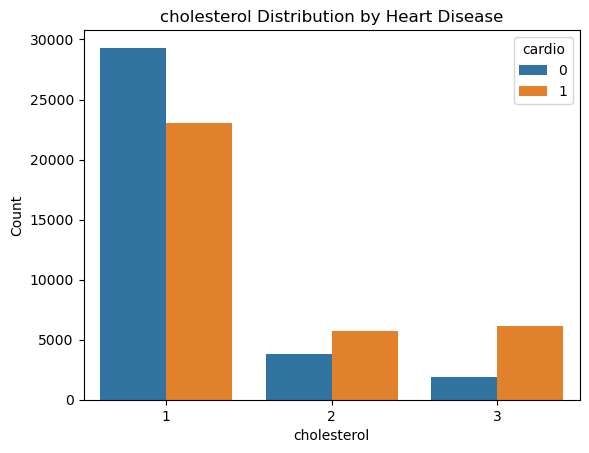 cholesterol Distribution by Heart Disease
cardio
0
1
30000
25000
20000
15000
10000
5000
0
Count
1 2 3
cholesterol